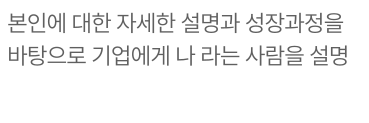 본인에 대한 자세한 설명과 성장과정을
바탕으로 기업에게 나 라는 사람을 설명